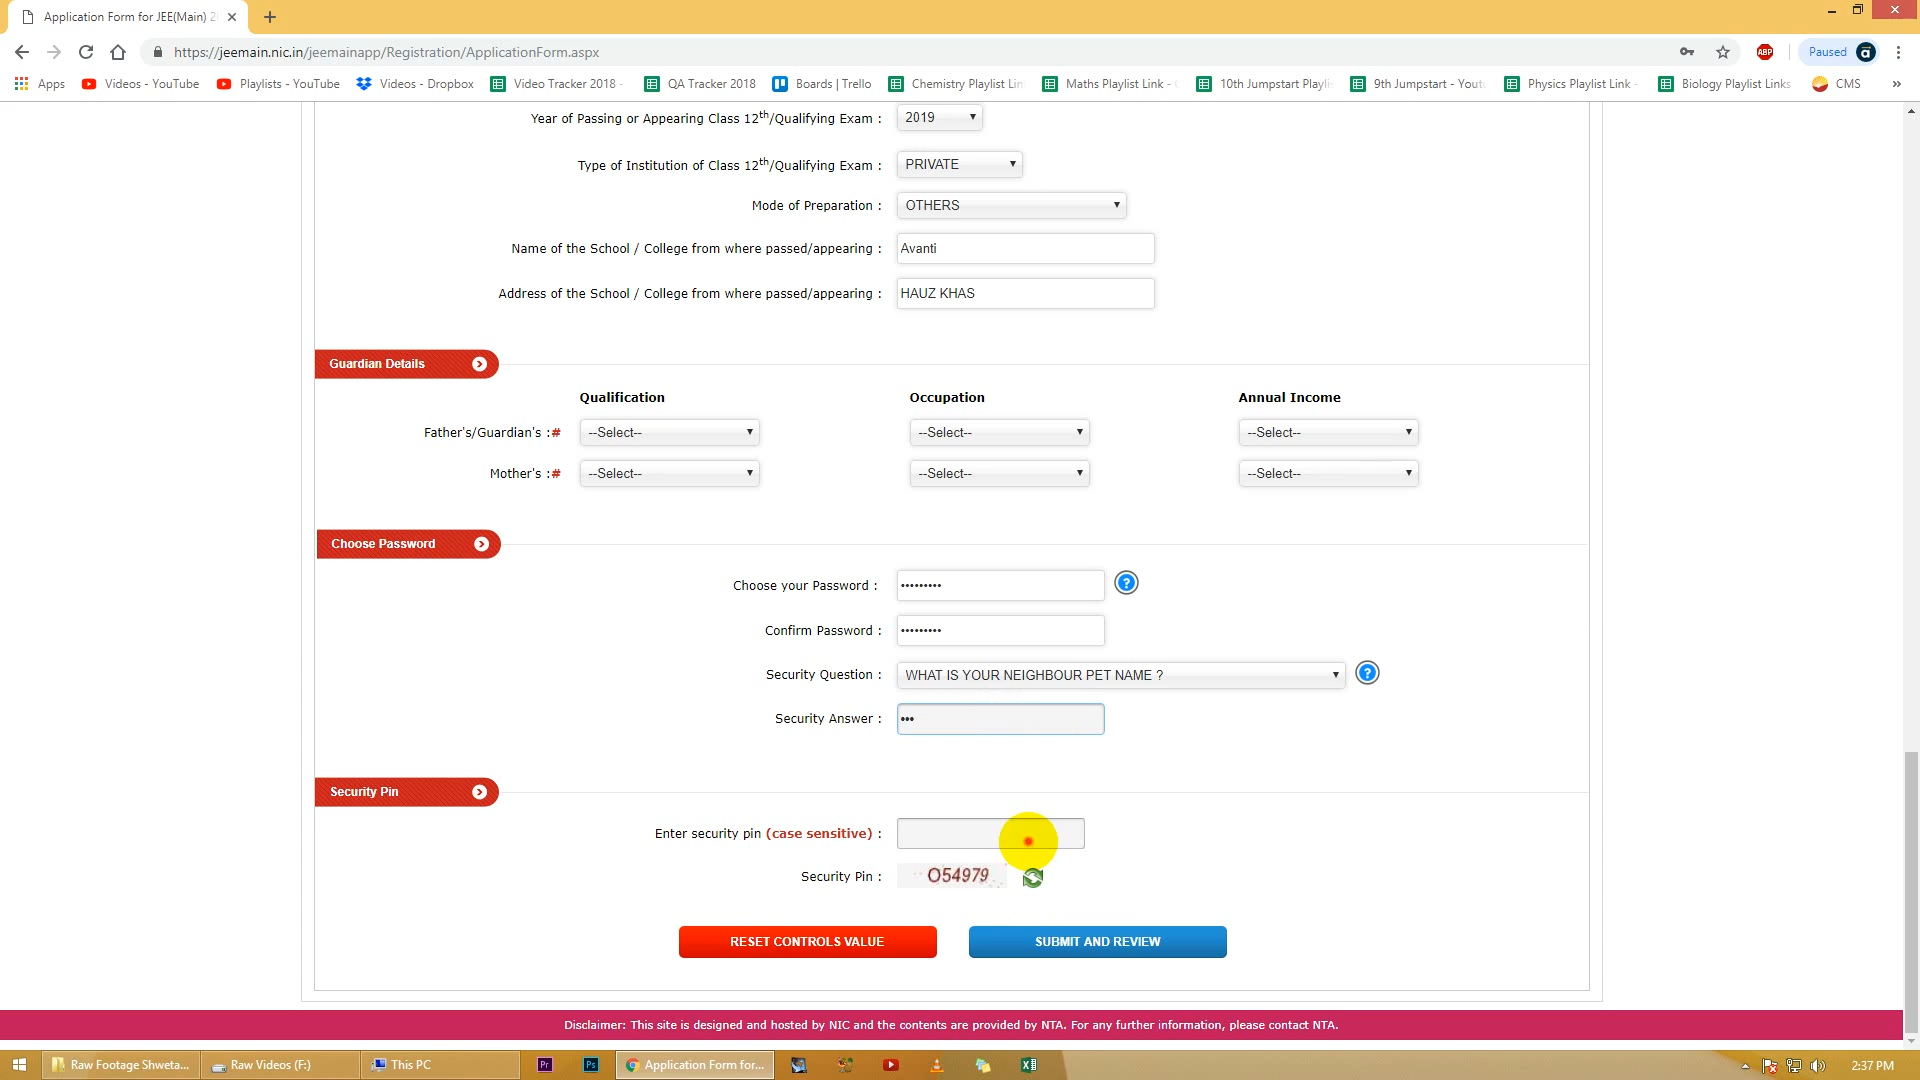 Application Form for JEE(Main) 2
https://jeemain.nic.in/jeemainapp/Registration/ApplicationForm.aspx
ABP
Paused
Apps
Videos - YouTube
Playlists - YouTube
Videos - Dropbox
Video Tracker 2018 -
QA Tracker 2018
Boards | Trello
Chemistry Playlist Lin
Maths Playlist Link -
10th Jumpstart Playli
9th Jumpstart - Yout
Physics Playlist Link -
Biology Playlist Links
CMS
»
Year of Passing or Appearing Class 12th/Qualifying Exam : 2019
Type of Institution of Class 12th/Qualifying Exam : PRIVATE
Mode of Preparation : OTHERS
Name of the School / College from where passed/appearing : Avanti
Address of the School / College from where passed/appearing : HAUZ KHAS
Guardian Details
Qualification Occupation Annual Income
Father's/Guardian's :# --Select-- --Select-- --Select--
Mother's :# --Select-- --Select-- --Select--
Choose Password
Choose your Password : •••••••••
Confirm Password : •••••••••
Security Question : WHAT IS YOUR NEIGHBOUR PET NAME ?
Security Answer : •••
Security Pin
Enter security pin (case sensitive) :
Security Pin : O54979
RESET CONTROLS VALUE SUBMIT AND REVIEW
Disclaimer: This site is designed and hosted by NIC and the contents are provided by NTA. For any further information, please contact NTA.
Raw Footage Shweta...
Raw Videos (F:)
This PC
Pr
Ps
Application Form for...
2:37 PM